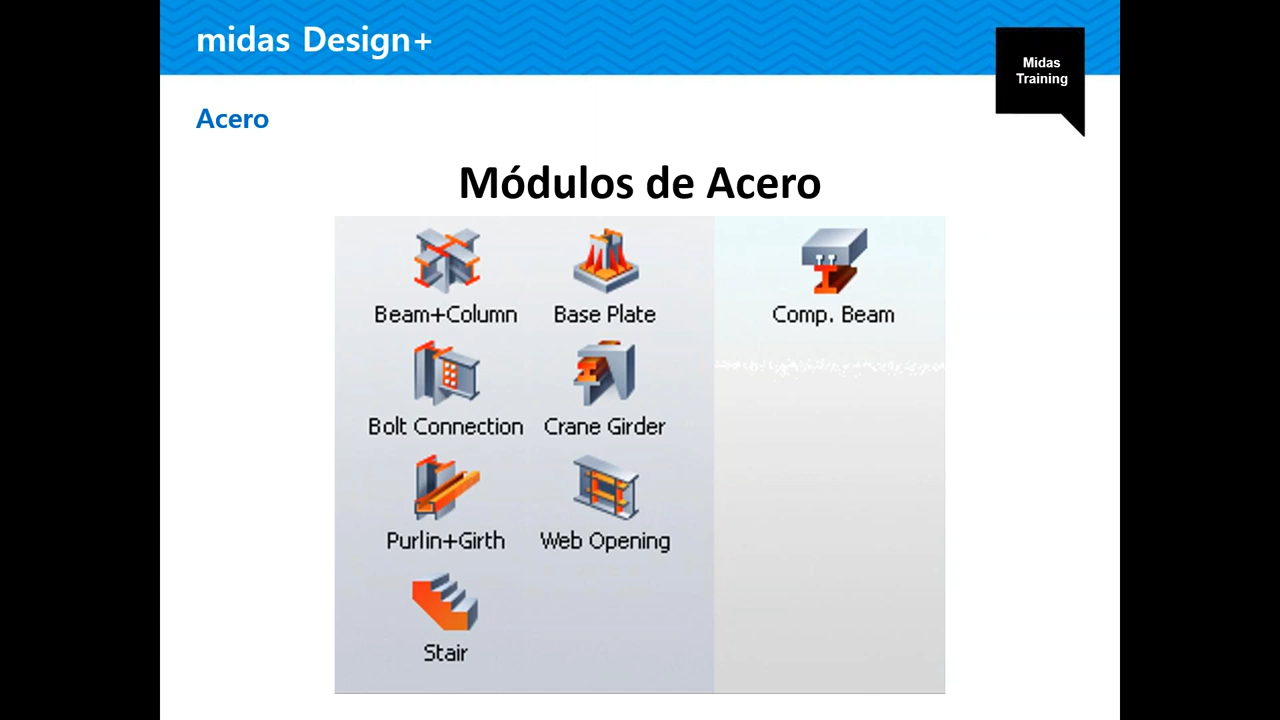 midas Design+
Midas
Training
Acero
Módulos de Acero
Beam+Column
Base Plate
Comp. Beam
Bolt Connection
Crane Girder
Purlin+Girth
Web Opening
Stair